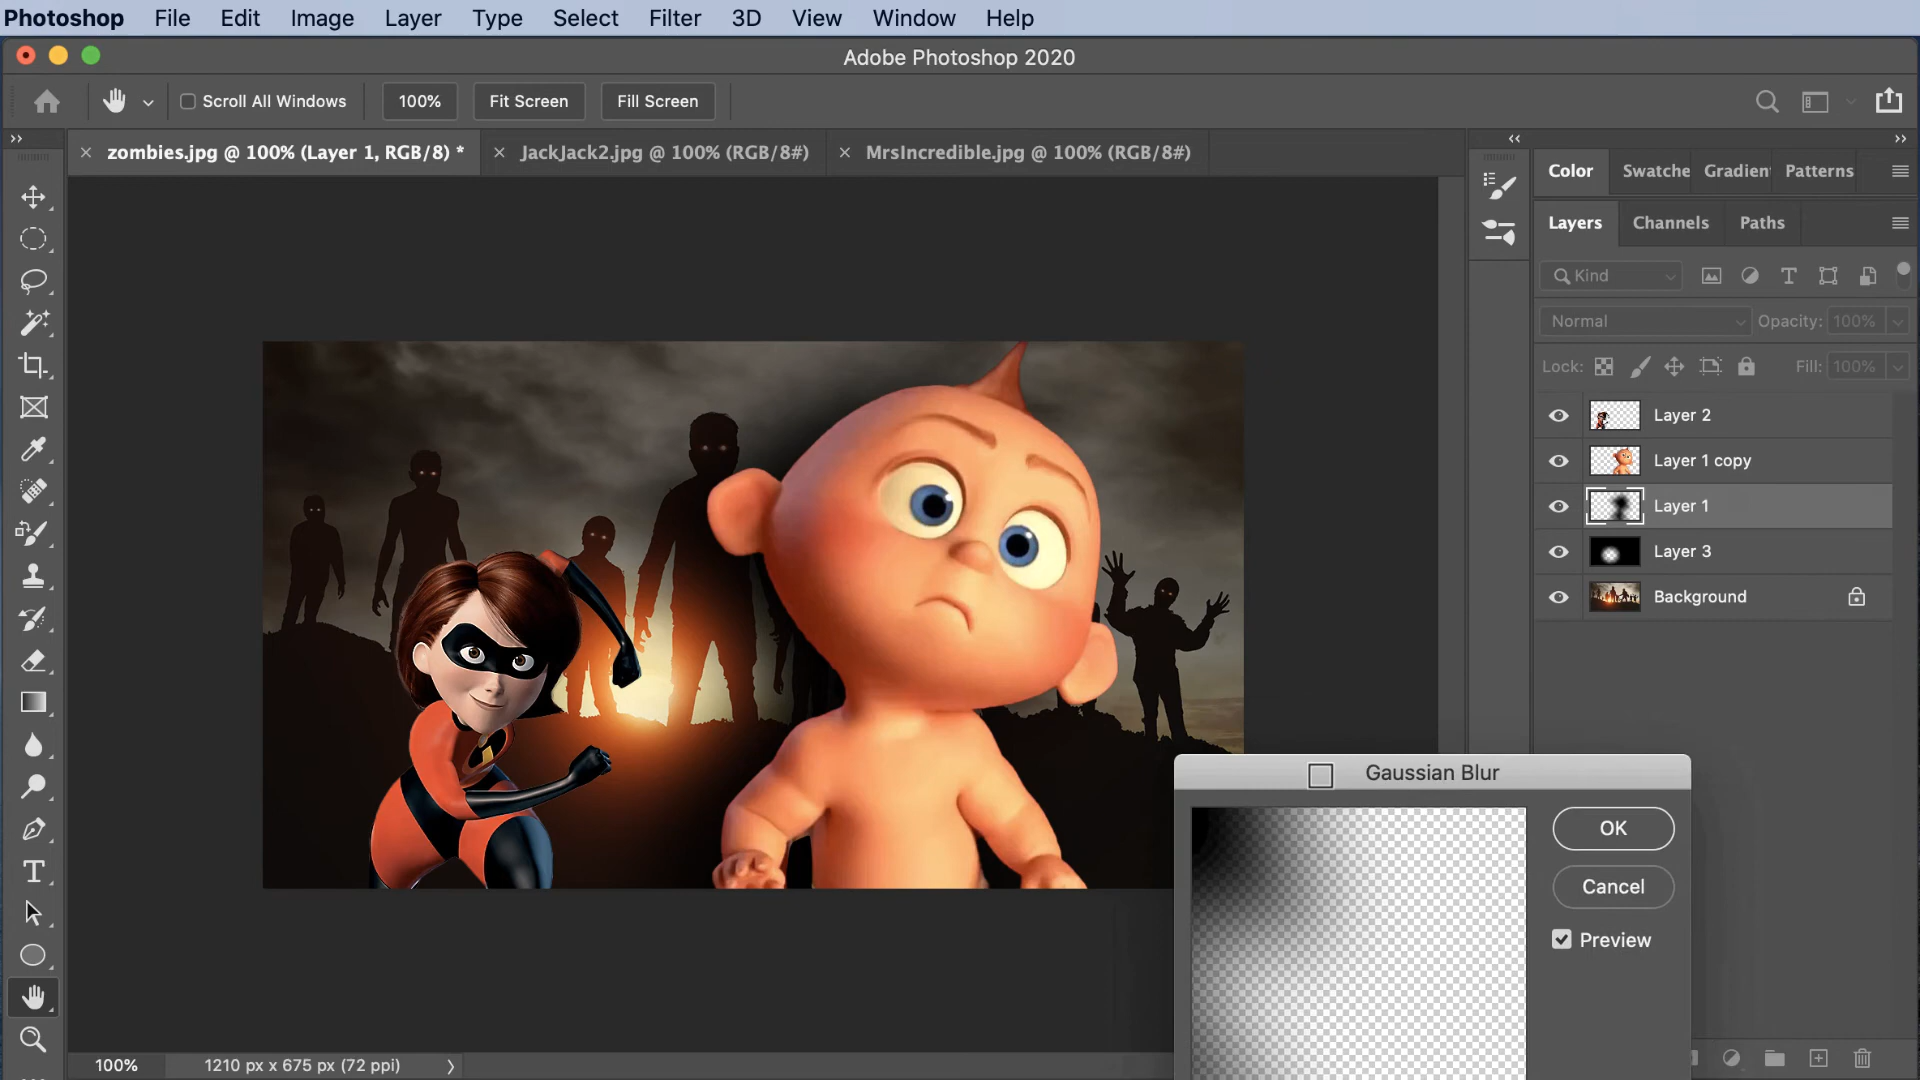 Photoshop File Edit Image Layer Type Select Filter 3D View Window Help
Adobe Photoshop 2020
Scroll All Windows 100% Fit Screen Fill Screen
× zombies.jpg @ 100% (Layer 1, RGB/8) * × JackJack2.jpg @ 100% (RGB/8#) × MrsIncredible.jpg @ 100% (RGB/8#)
Color Swatche Gradien Patterns
Layers Channels Paths
Kind
Normal Opacity: 100%
Lock: Fill: 100%
Layer 2
Layer 1 copy
Layer 1
Layer 3
Background
Gaussian Blur
OK
Cancel
Preview
100% 1210 px x 675 px (72 ppi)